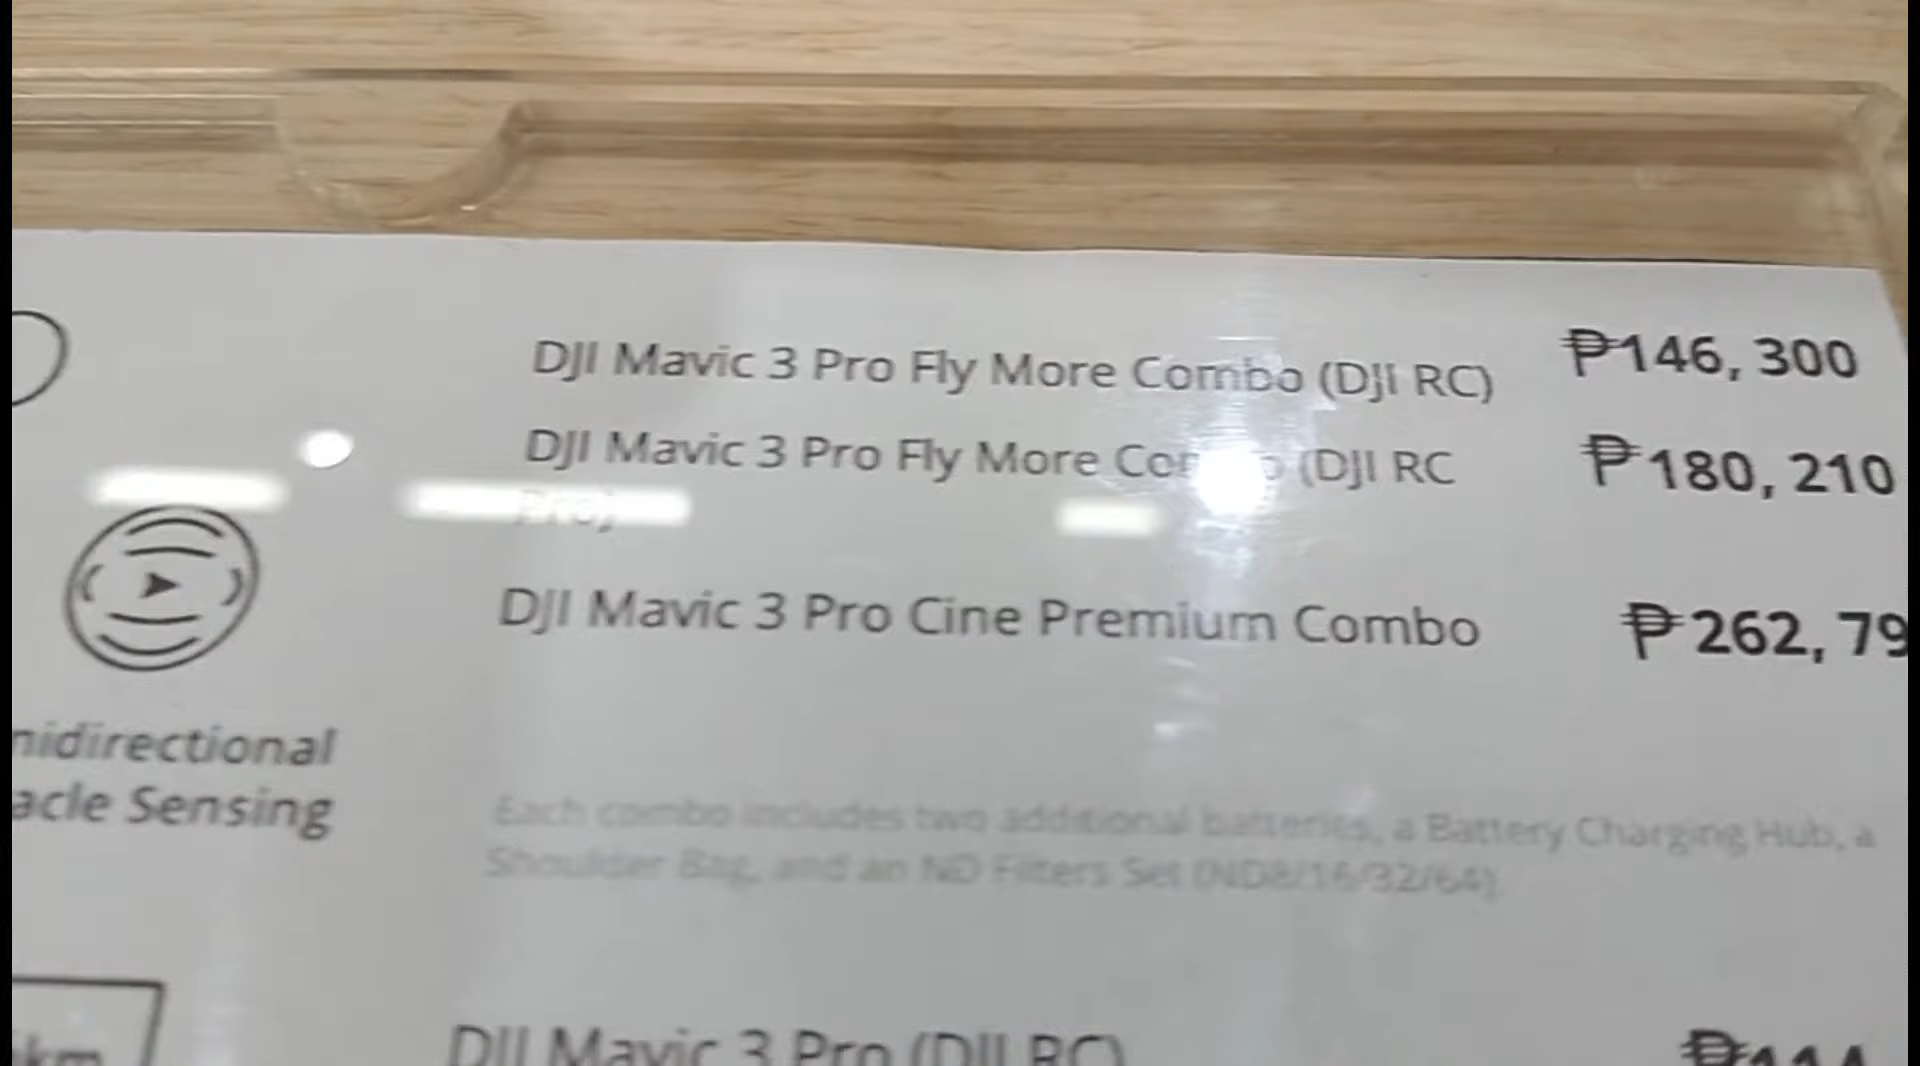 DJI Mavic 3 Pro Fly More Combo (DJI RC) ₱146, 300
DJI Mavic 3 Pro Fly More Combo (DJI RC ₱180, 210
Pro)
DJI Mavic 3 Pro Cine Premium Combo ₱262, 79
nidirectional
acle Sensing
Each combo includes two additional batteries, a Battery Charging Hub, a
Shoulder Bag, and an ND Filters Set (ND8/16/32/64).
km
DJI Mavic 3 Pro (DJI RC)